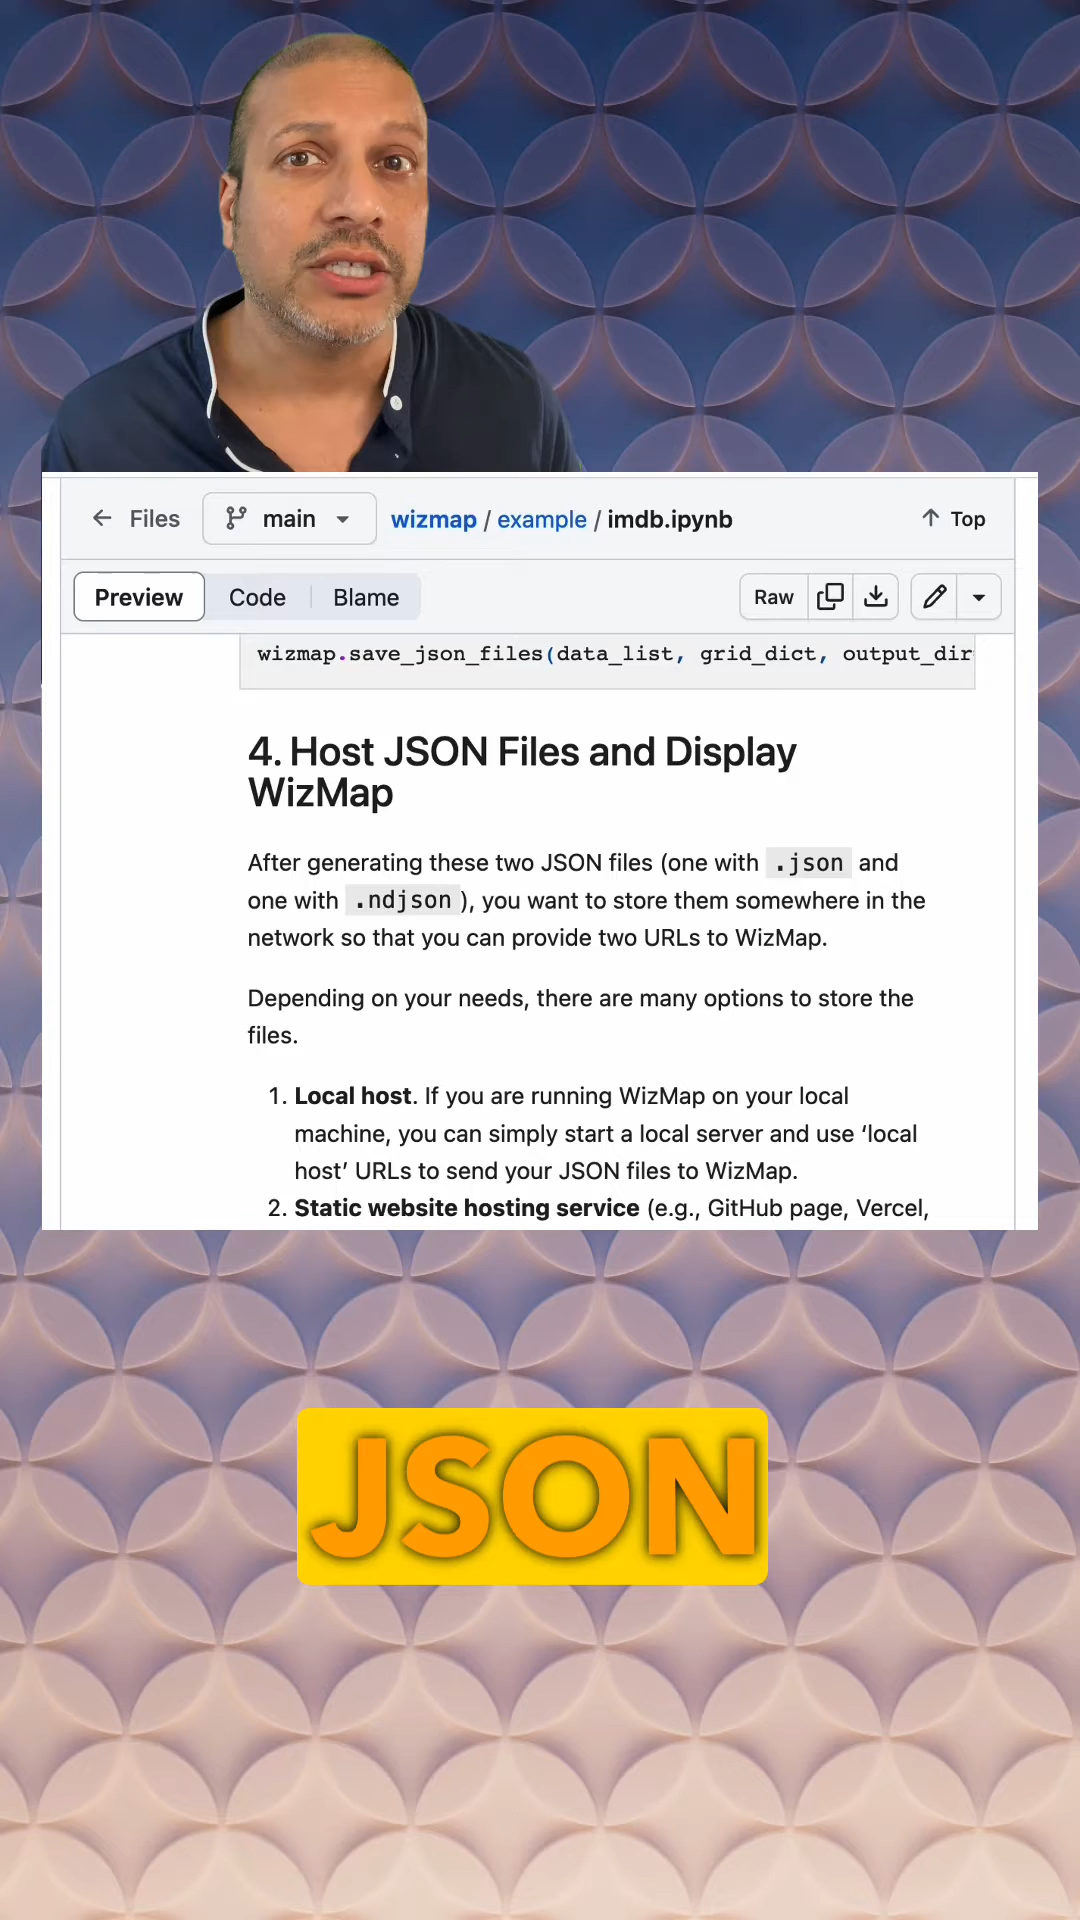 Files main wizmap / example / imdb.ipynb Top
Preview Code Blame Raw
wizmap.save_json_files(data_list, grid_dict, output_dir
4. Host JSON Files and Display
WizMap
After generating these two JSON files (one with .json and
one with .ndjson ), you want to store them somewhere in the
network so that you can provide two URLs to WizMap.
Depending on your needs, there are many options to store the
files.
1. Local host. If you are running WizMap on your local
machine, you can simply start a local server and use ‘local
host’ URLs to send your JSON files to WizMap.
2. Static website hosting service (e.g., GitHub page, Vercel,
JSON